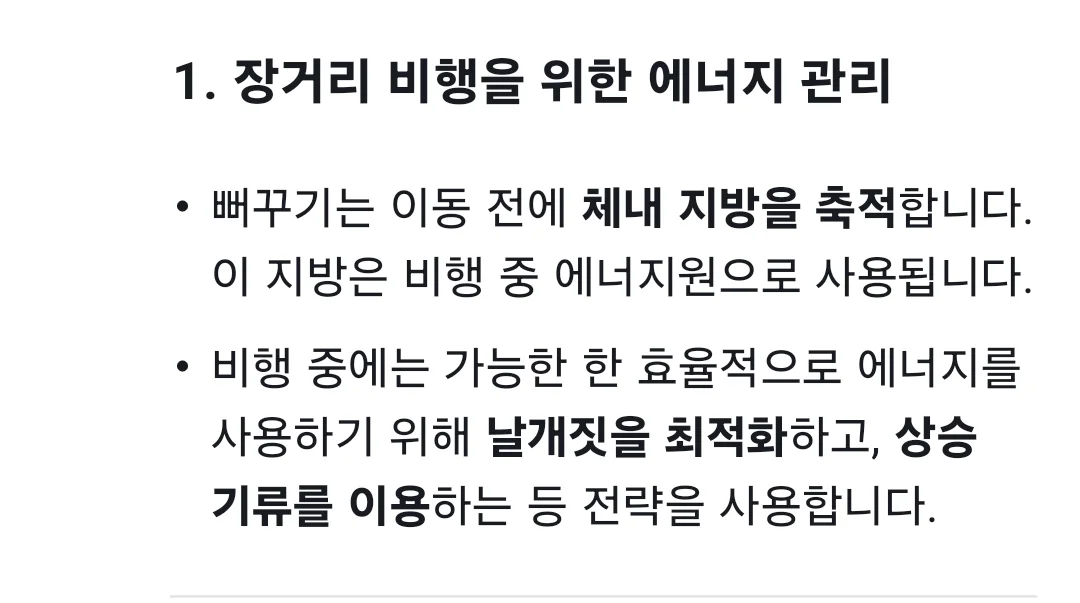 1. 장거리 비행을 위한 에너지 관리
• 뻐꾸기는 이동 전에 체내 지방을 축적합니다.
이 지방은 비행 중 에너지원으로 사용됩니다.
• 비행 중에는 가능한 한 효율적으로 에너지를
사용하기 위해 날개짓을 최적화하고, 상승
기류를 이용하는 등 전략을 사용합니다.